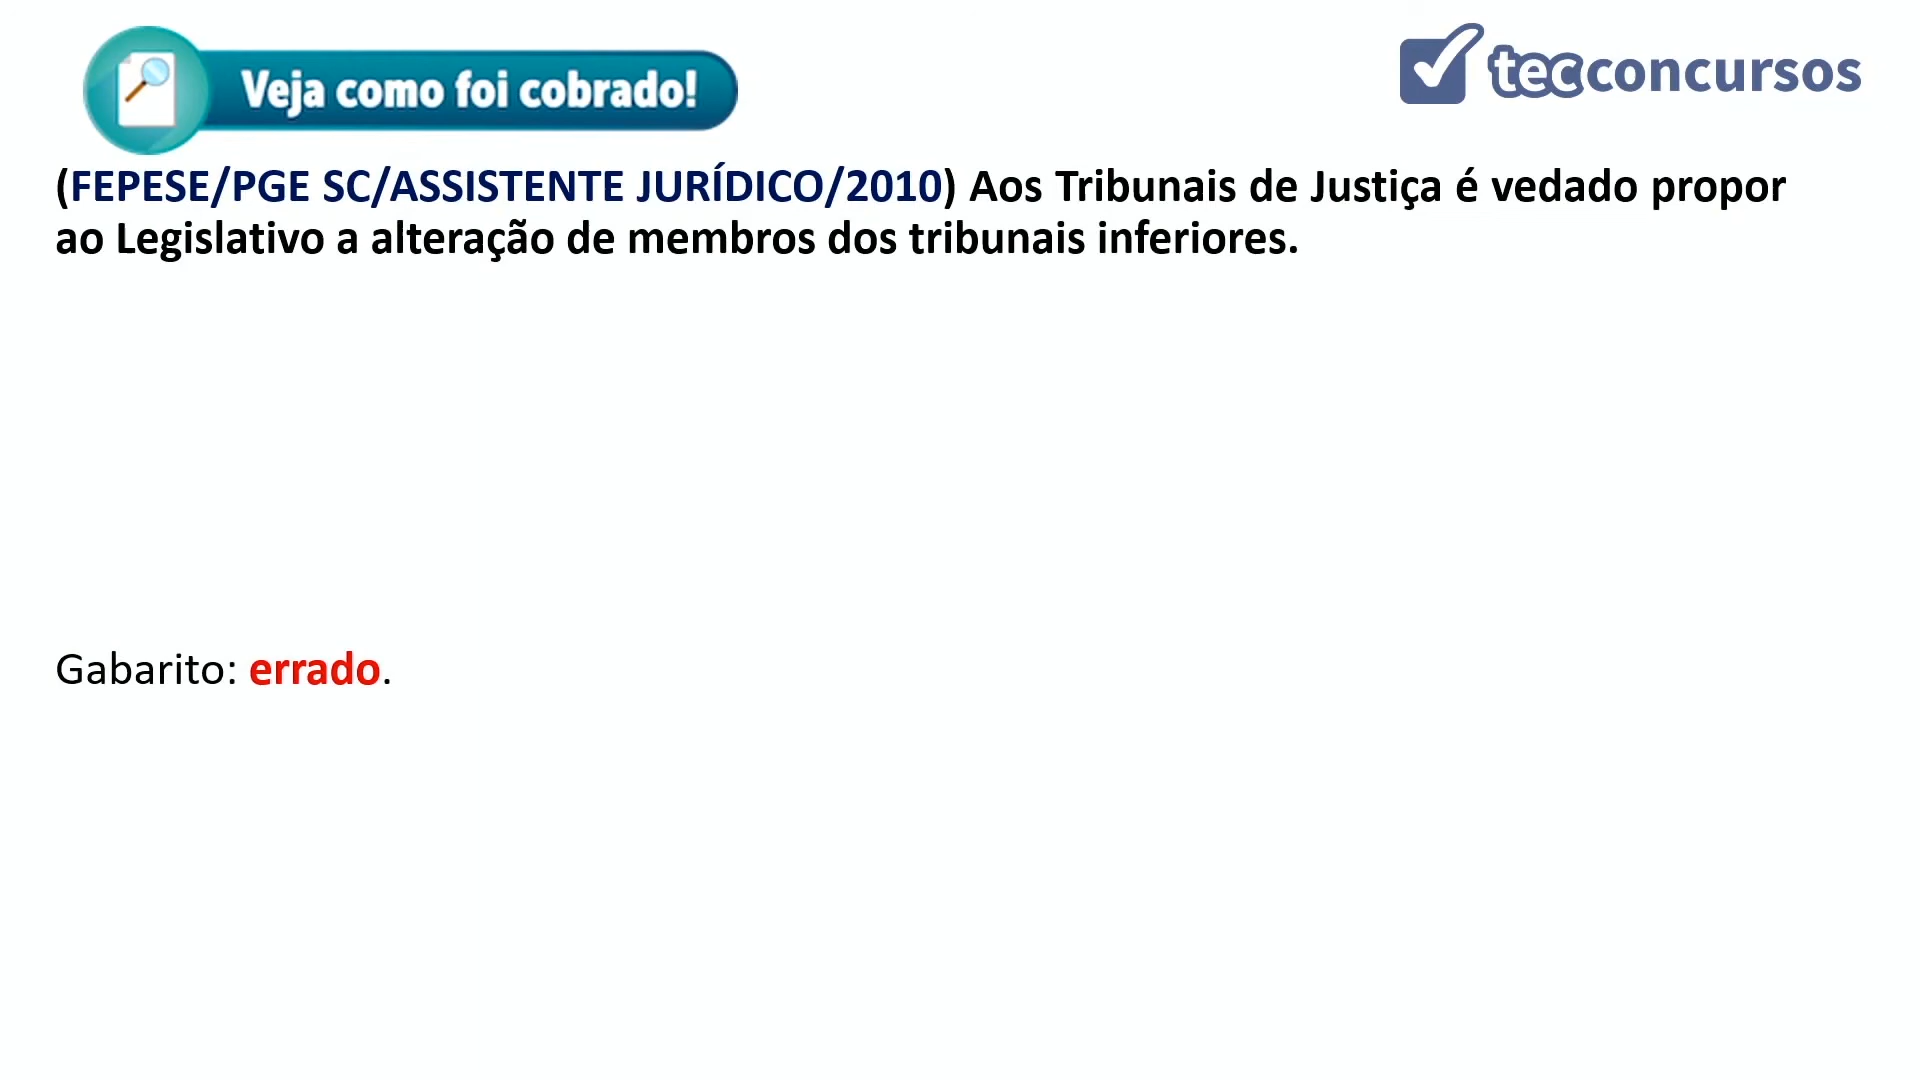 Veja como foi cobrado!
tecconcursos
(FEPESE/PGE SC/ASSISTENTE JURÍDICO/2010) Aos Tribunais de Justiça é vedado propor
ao Legislativo a alteração de membros dos tribunais inferiores.
Gabarito: errado.